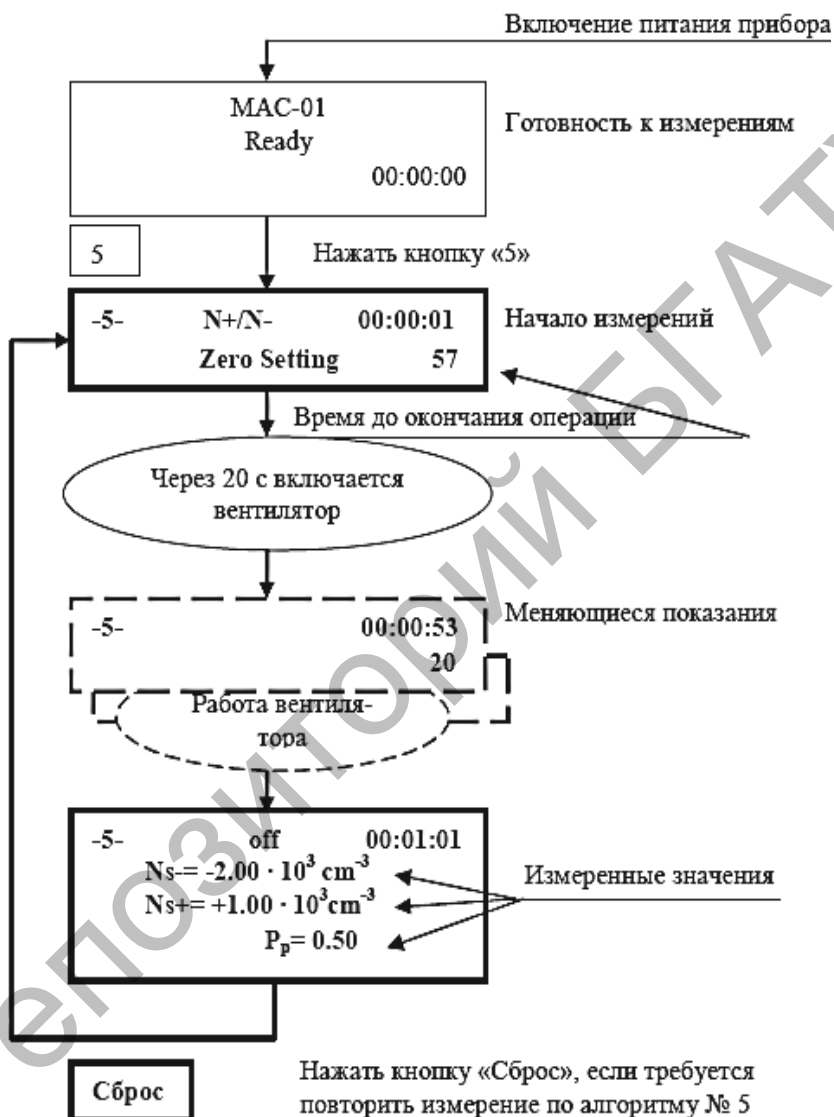 Включение питания прибора
МАС-01
Ready
00:00:00
Готовность к измерениям
5
Нажать кнопку «5»
-5- N+/N- 00:00:01
Zero Setting 57
Начало измерений
Время до окончания операции
Через 20 с включается
вентилятор
-5- 00:00:53
20
Меняющиеся показания
Работа вентиля-
тора
-5- off 00:01:01
Ns-= -2.00 · 10³ cm⁻³
Ns+= +1.00 · 10³cm⁻³
Pₚ= 0.50
Измеренные значения
Сброс
Нажать кнопку «Сброс», если требуется
повторить измерение по алгоритму № 5
епозиторий БГАТ